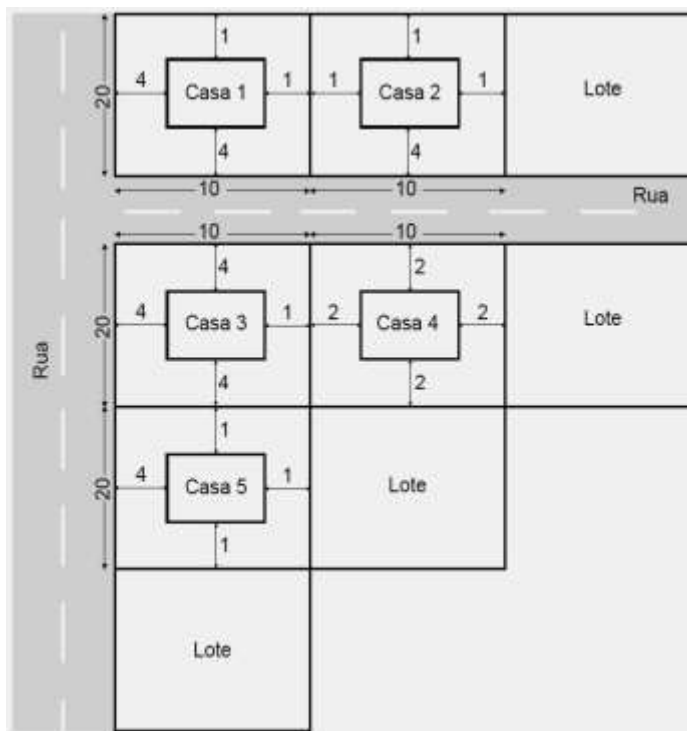 1 1
4 Casa 1 1 1 Casa 2 1 Lote
20
4 4
10 10 Rua
10 10
4 2
4 Casa 3 1 2 Casa 4 2 Lote
20
Rua
4 2
1
4 Casa 5 1 Lote
20
1
Lote